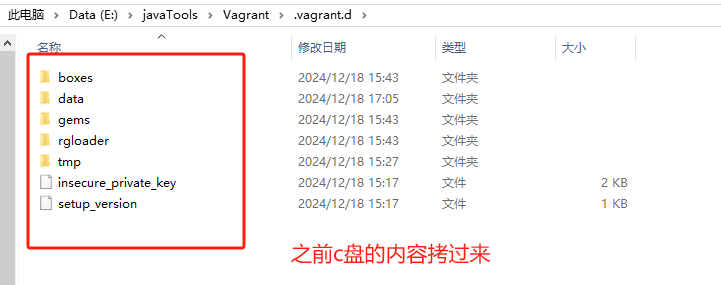 此电脑 > Data (E:) > javaTools > Vagrant > .vagrant.d >
名称 修改日期 类型 大小
boxes 2024/12/18 15:43 文件夹
data 2024/12/18 17:05 文件夹
gems 2024/12/18 15:43 文件夹
rgloader 2024/12/18 15:43 文件夹
tmp 2024/12/18 15:27 文件夹
insecure_private_key 2024/12/18 15:17 文件 2 KB
setup_version 2024/12/18 15:17 文件 1 KB
之前c盘的内容拷过来